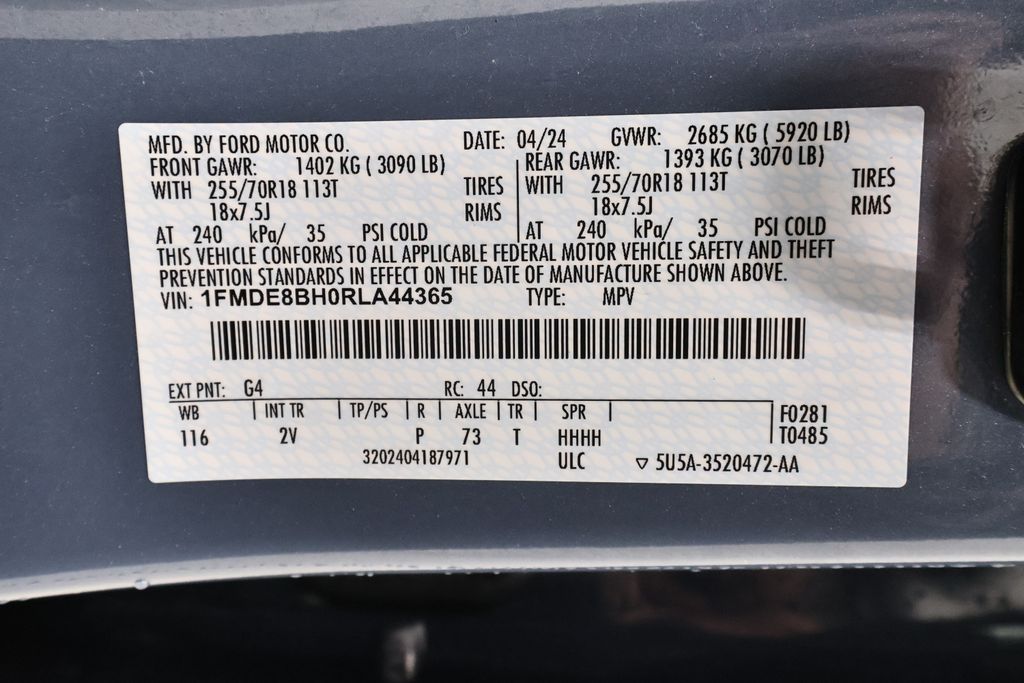 MFD. BY FORD MOTOR CO. DATE: 04/24 GVWR: 2685 KG ( 5920 LB)
FRONT GAWR: 1402 KG ( 3090 LB) REAR GAWR: 1393 KG ( 3070 LB)
WITH 255/70R18 113T TIRES WITH 255/70R18 113T TIRES
18x7.5J RIMS 18x7.5J RIMS
AT 240 kPa/ 35 PSI COLD AT 240 kPa/ 35 PSI COLD
THIS VEHICLE CONFORMS TO ALL APPLICABLE FEDERAL MOTOR VEHICLE SAFETY AND THEFT
PREVENTION STANDARDS IN EFFECT ON THE DATE OF MANUFACTURE SHOWN ABOVE.
VIN: 1FMDE8BH0RLA44365 TYPE: MPV
EXT PNT: G4 RC: 44 DSO:
WB INT TR TP/PS R AXLE TR SPR F0281
116 2V P 73 T HHHH T0485
3202404187971 ULC ▽ 5U5A-3520472-AA